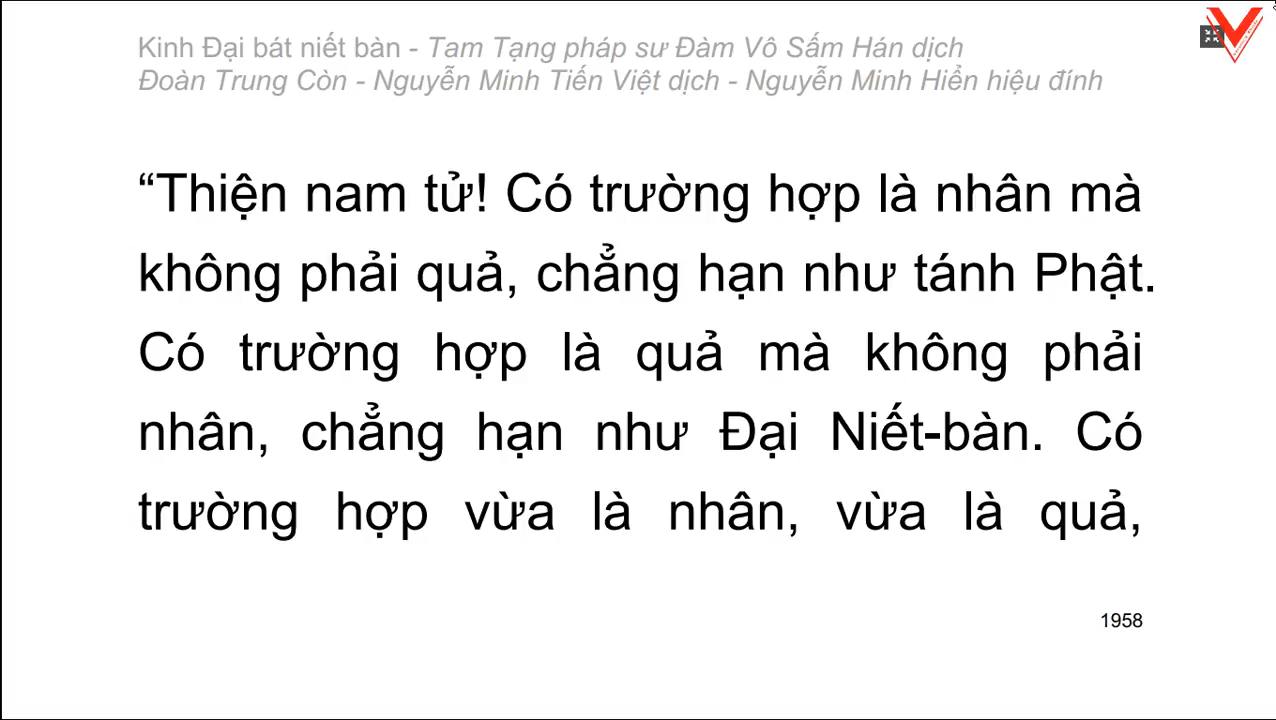 Kinh Đại bát niết bàn - Tam Tạng pháp sư Đàm Vô Sấm Hán dịch
Đoàn Trung Còn - Nguyễn Minh Tiến Việt dịch - Nguyễn Minh Hiển hiệu đính
“Thiện nam tử! Có trường hợp là nhân mà
không phải quả, chẳng hạn như tánh Phật.
Có trường hợp là quả mà không phải
nhân, chẳng hạn như Đại Niết-bàn. Có
trường hợp vừa là nhân, vừa là quả,
1958